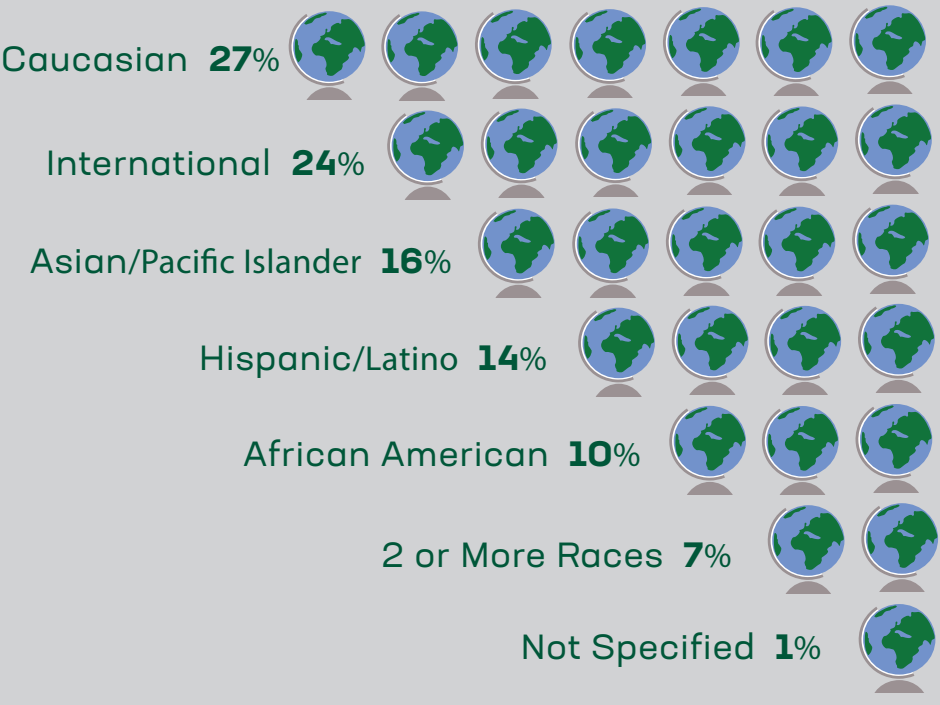 Caucasian 27%
International 24%
Asian/Pacific Islander 16%
Hispanic/Latino 14%
African American 10%
2 or More Races 7%
Not Specified 1%